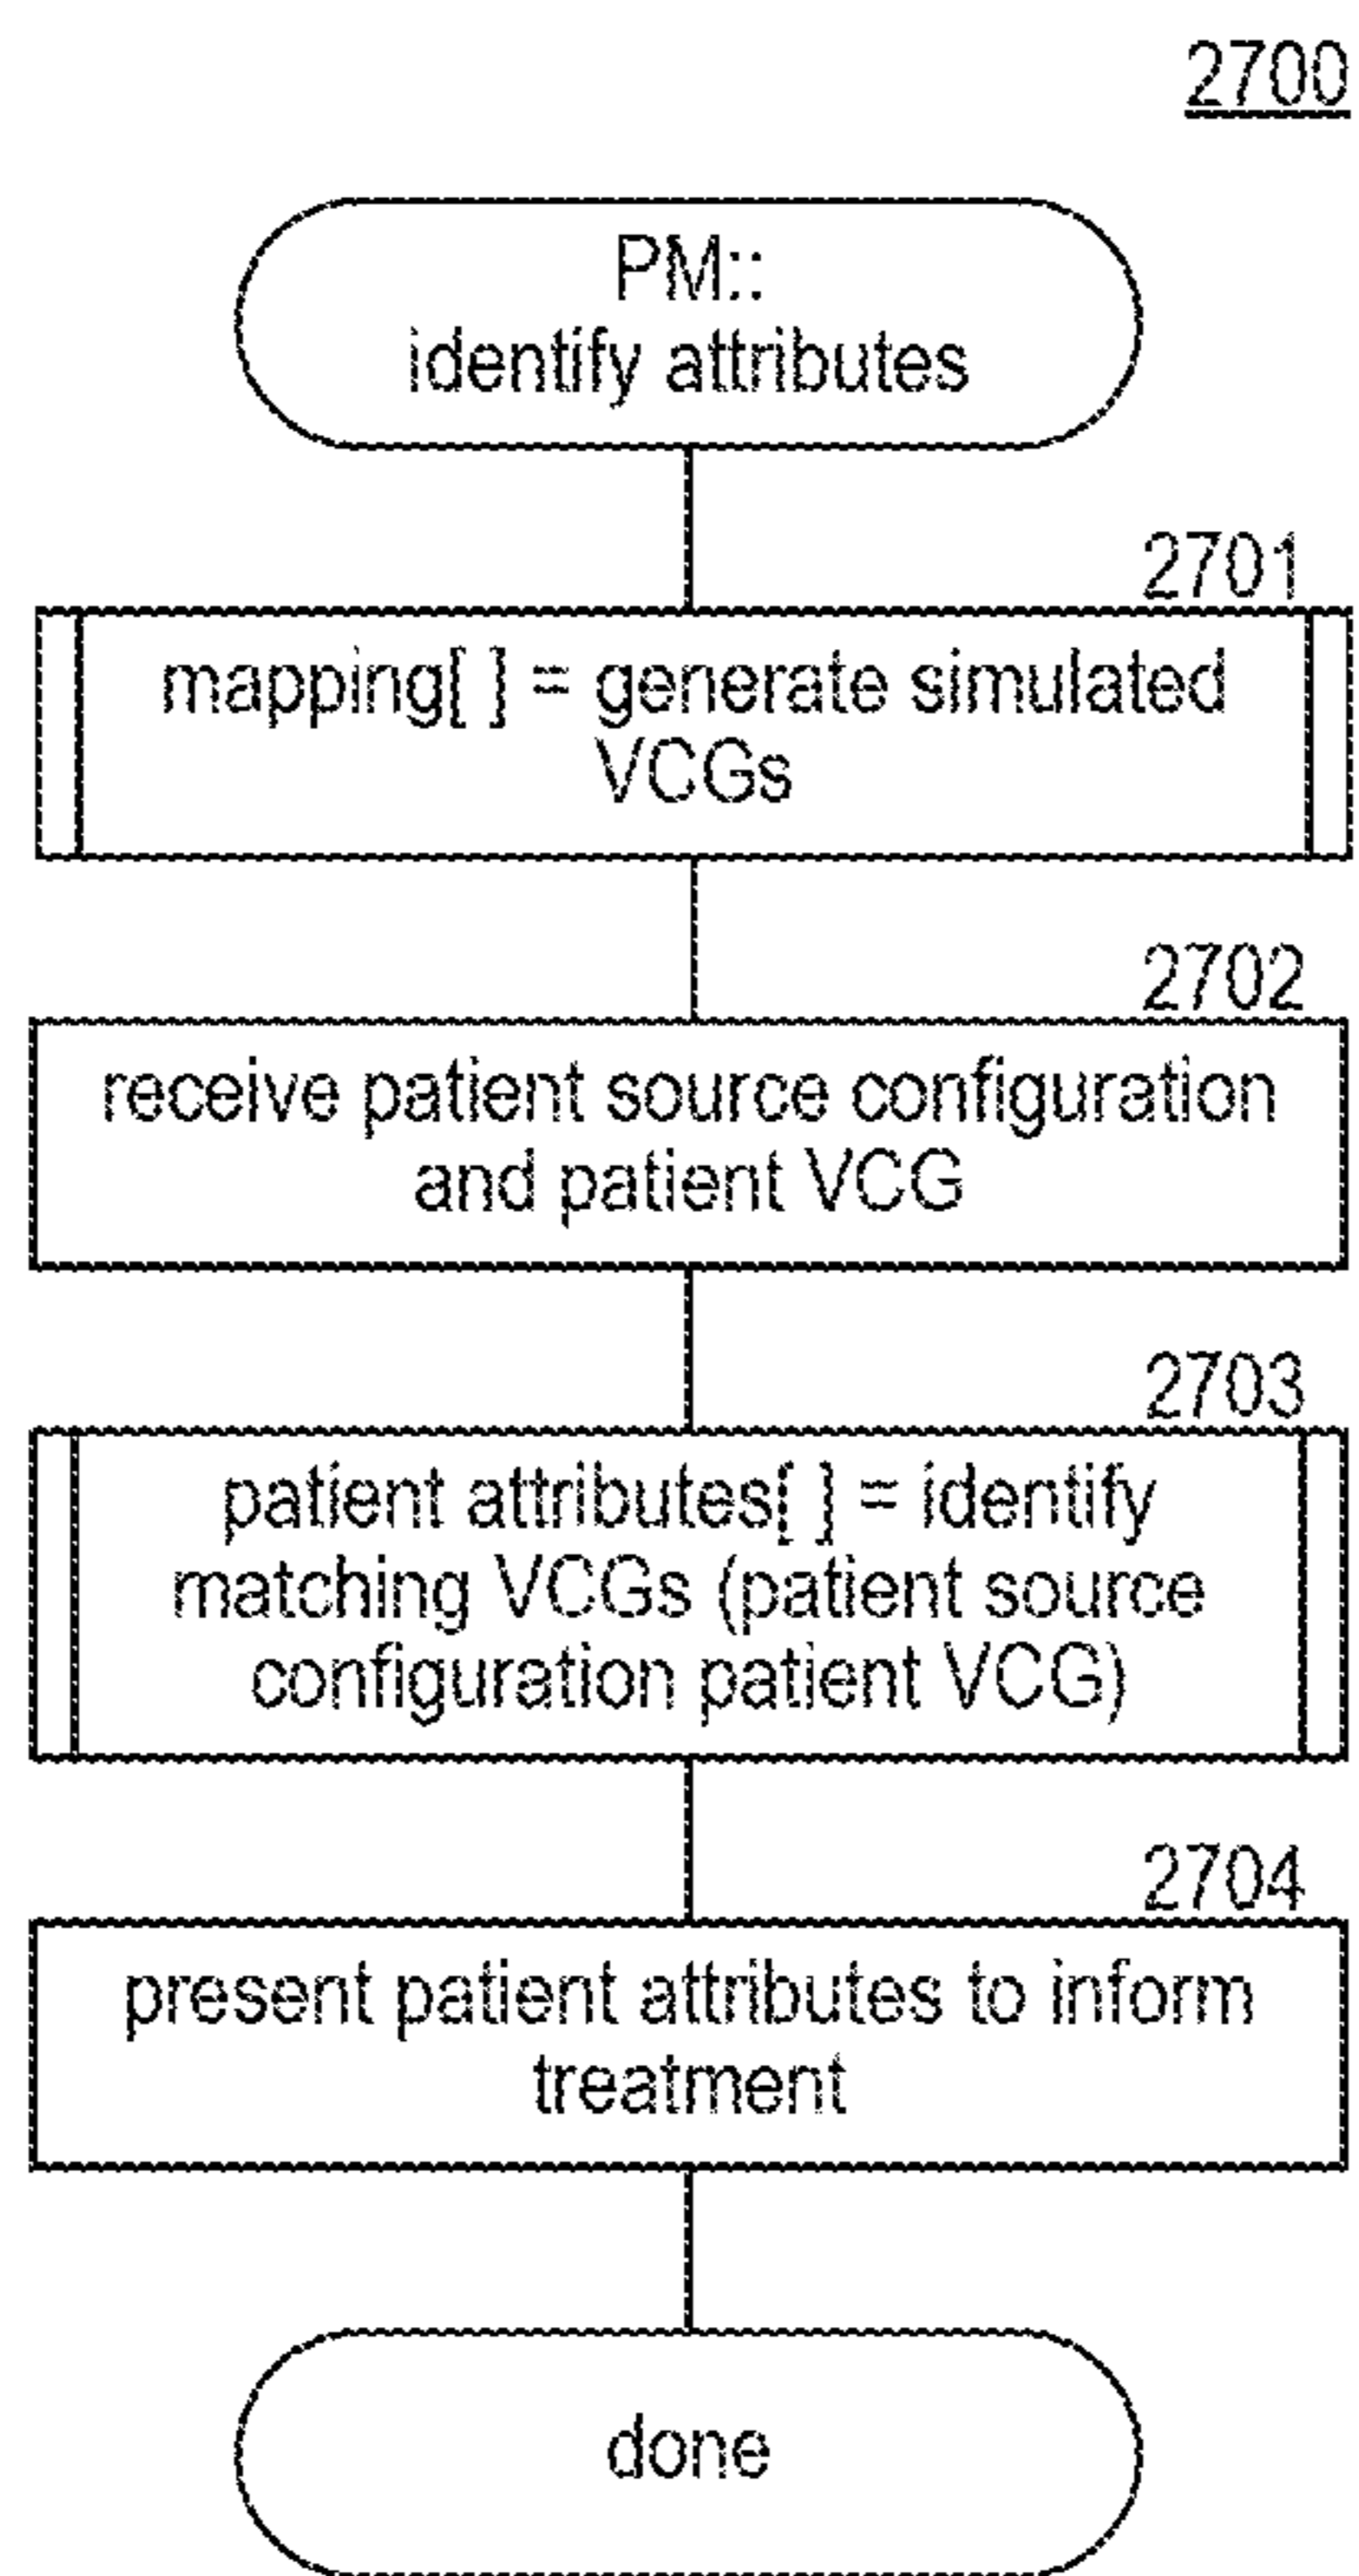 2700
PM::
identify attributes
2701
mapping[ ] = generate simulated
VCGs
2702
receive patient source configuration
and patient VCG
2703
patient attributes[ ] = identify
matching VCGs (patient source
configuration patient VCG)
2704
present patient attributes to inform
treatment
done